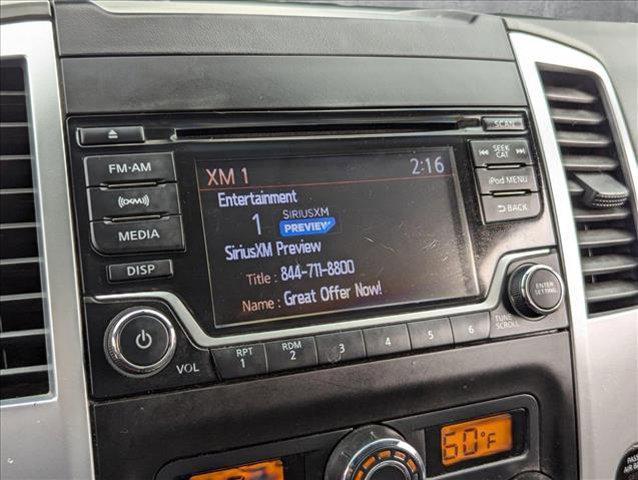 SCAN
FM·AM
((XM))
MEDIA
DISP
VOL
XM 1 2:16
Entertainment
1 SIRIUSXM
PREVIEW
SiriusXM Preview
Title : 844-711-8800
Name : Great Offer Now!
SEEK
CAT
iPod MENU
BACK
ENTER
SETTING
TUNE
SCROLL
RPT
1
RDM
2
3
4
5
6
60°F
PASS
AIR B